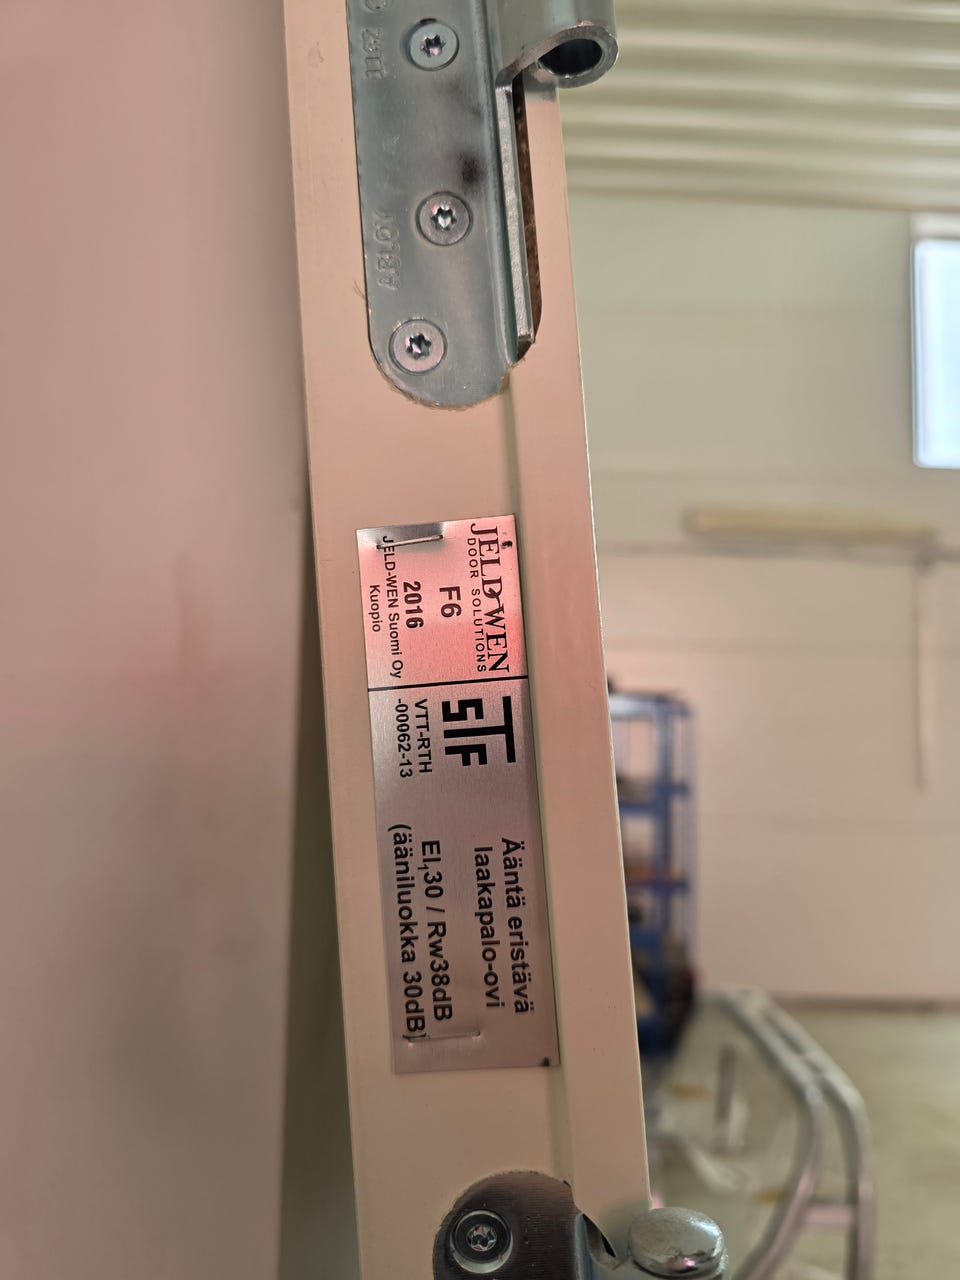 JELD-WEN
DOOR SOLUTIONS
F6
2016
JELD-WEN Suomi Oy
Kuopio
STF
VTT-RTH
-00062-13
Ääntä eristävä
laakapalo-ovi
EI₁30 / Rw38dB
(ääniluokka 30dB)